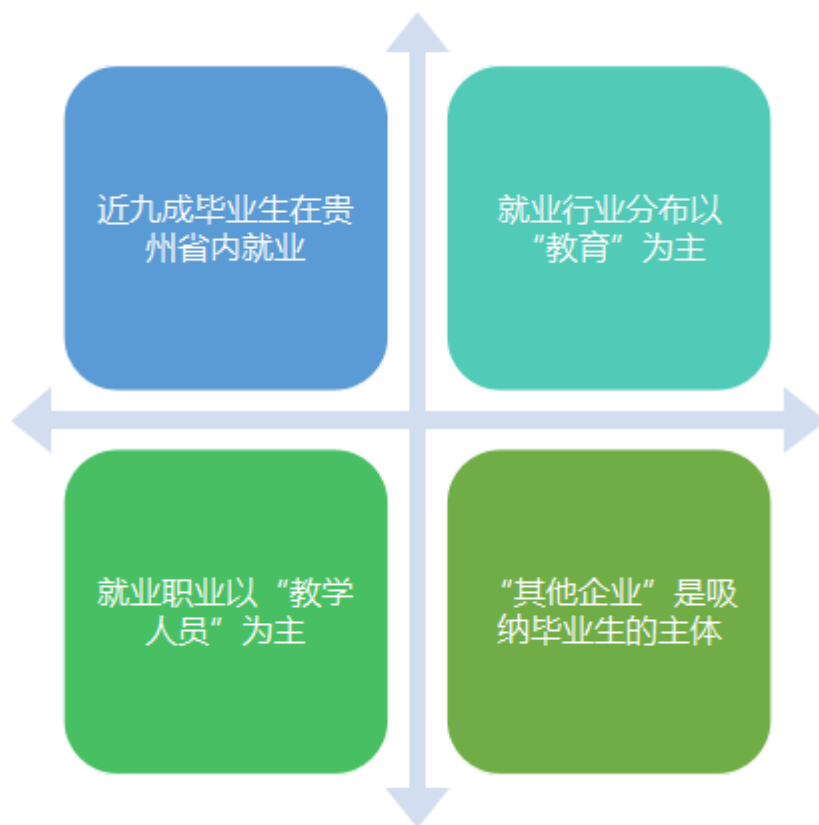 近九成毕业生在贵
州省内就业
就业行业分布以
“教育”为主
就业职业以“教学
人员”为主
“其他企业”是吸
纳毕业生的主体